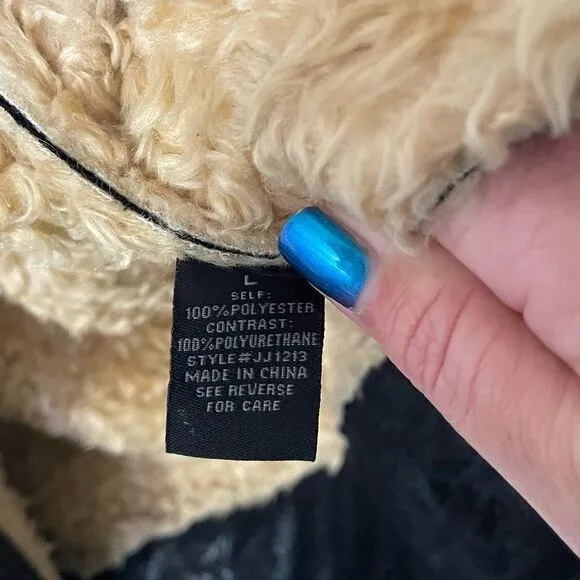 L
SELF:
100%POLYESTER
CONTRAST:
100%POLYURETHANE
STYLE#JJ1213
MADE IN CHINA
SEE REVERSE
FOR CARE